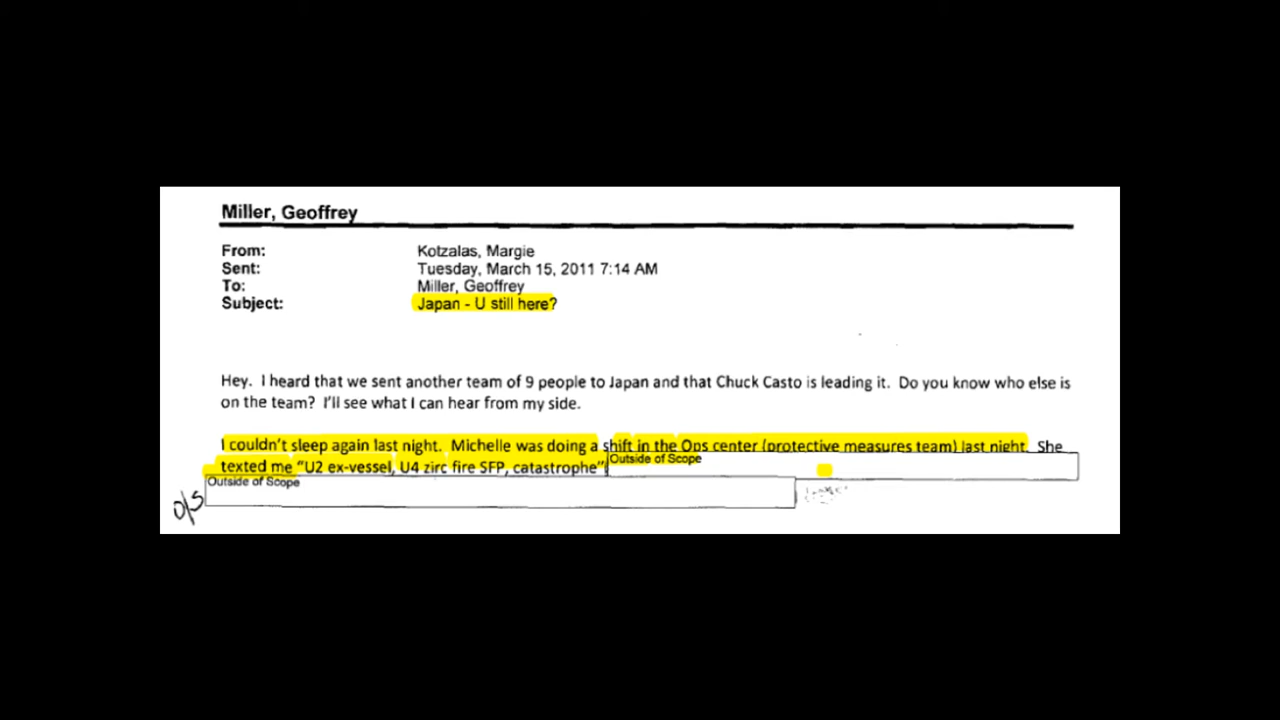 Miller, Geoffrey
From: Kotzalas, Margie
Sent: Tuesday, March 15, 2011 7:14 AM
To: Miller, Geoffrey
Subject: Japan - U still here?
Hey. I heard that we sent another team of 9 people to Japan and that Chuck Casto is leading it. Do you know who else is
on the team? I'll see what I can hear from my side.
I couldn't sleep again last night. Michelle was doing a shift in the Ops center (protective measures team) last night. She
texted me "U2 ex-vessel, U4 zirc fire SFP, catastrophe"
Outside of Scope
Outside of Scope
O/S